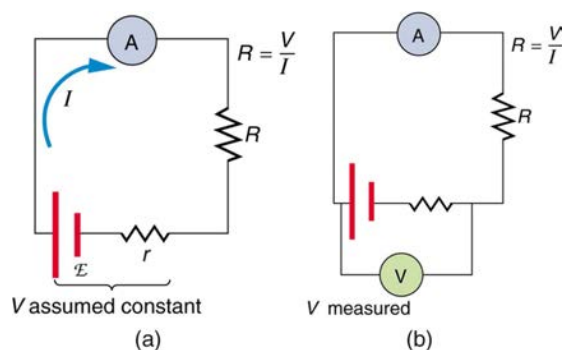 A
R = V/I
I
R
ℰ
r
V assumed constant
(a)
A
R = V/I
R
V
V measured
(b)